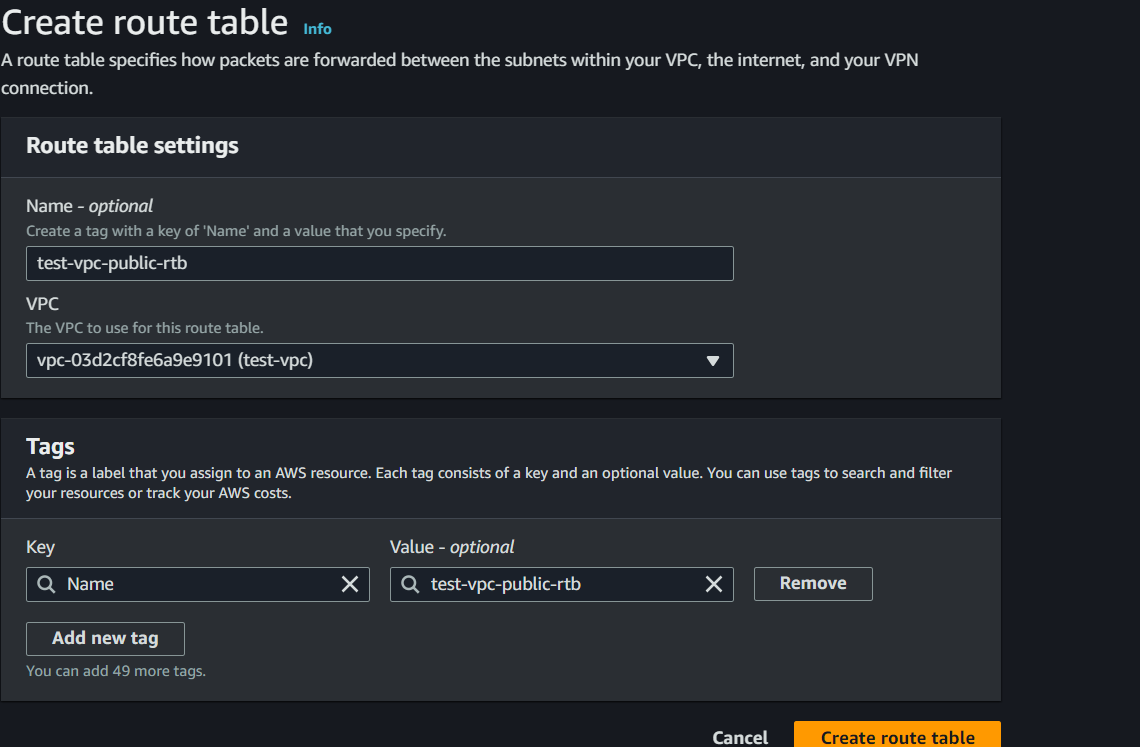 Create route table Info
A route table specifies how packets are forwarded between the subnets within your VPC, the internet, and your VPN
connection.
Route table settings
Name - optional
Create a tag with a key of 'Name' and a value that you specify.
test-vpc-public-rtb
VPC
The VPC to use for this route table.
vpc-03d2cf8fe6a9e9101 (test-vpc)
Tags
A tag is a label that you assign to an AWS resource. Each tag consists of a key and an optional value. You can use tags to search and filter
your resources or track your AWS costs.
Key Value - optional
Name test-vpc-public-rtb Remove
Add new tag
You can add 49 more tags.
Cancel Create route table